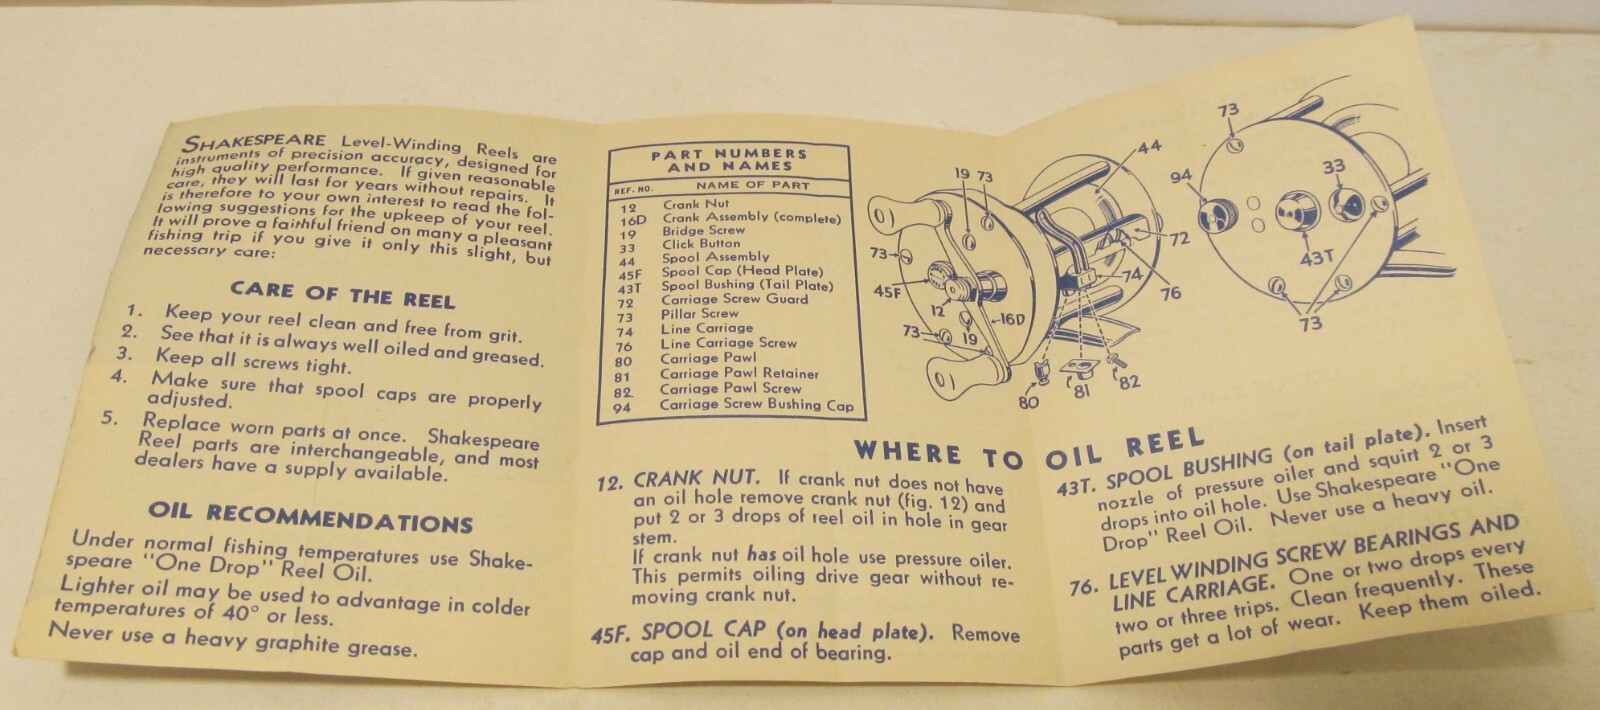 SHAKESPEARE Level-Winding Reels are
instruments of precision accuracy, designed for
high quality performance. If given reasonable
care, they will last for years without repairs. It
is therefore to your own interest to read the fol-
lowing suggestions for the upkeep of your reel.
It will prove a faithful friend on many a pleasant
fishing trip if you give it only this slight, but
necessary care:
CARE OF THE REEL
1. Keep your reel clean and free from grit.
2. See that it is always well oiled and greased.
3. Keep all screws tight.
4. Make sure that spool caps are properly
adjusted.
5. Replace worn parts at once. Shakespeare
Reel parts are interchangeable, and most
dealers have a supply available.
OIL RECOMMENDATIONS
Under normal fishing temperatures use Shake-
speare "One Drop" Reel Oil.
Lighter oil may be used to advantage in colder
temperatures of 40° or less.
Never use a heavy graphite grease.
PART NUMBERS
AND NAMES
REF. NO. NAME OF PART
12 Crank Nut
16D Crank Assembly (complete)
19 Bridge Screw
33 Click Button
44 Spool Assembly
45F Spool Cap (Head Plate)
43T Spool Bushing (Tail Plate)
72 Carriage Screw Guard
73 Pillar Screw
74 Line Carriage
76 Line Carriage Screw
80 Carriage Pawl
81 Carriage Pawl Retainer
82 Carriage Pawl Screw
94 Carriage Screw Bushing Cap
19 73
44
73
45F
12
73
19
16D
72
74
76
80
81
82
73
94
33
43T
73
WHERE TO OIL REEL
12. CRANK NUT. If crank nut does not have
an oil hole remove crank nut (fig. 12) and
put 2 or 3 drops of reel oil in hole in gear
stem.
If crank nut has oil hole use pressure oiler.
This permits oiling drive gear without re-
moving crank nut.
45F. SPOOL CAP (on head plate). Remove
cap and oil end of bearing.
43T. SPOOL BUSHING (on tail plate). Insert
nozzle of pressure oiler and squirt 2 or 3
drops into oil hole. Use Shakespeare "One
Drop" Reel Oil. Never use a heavy oil.
76. LEVEL WINDING SCREW BEARINGS AND
LINE CARRIAGE. One or two drops every
two or three trips. Clean frequently. These
parts get a lot of wear. Keep them oiled.